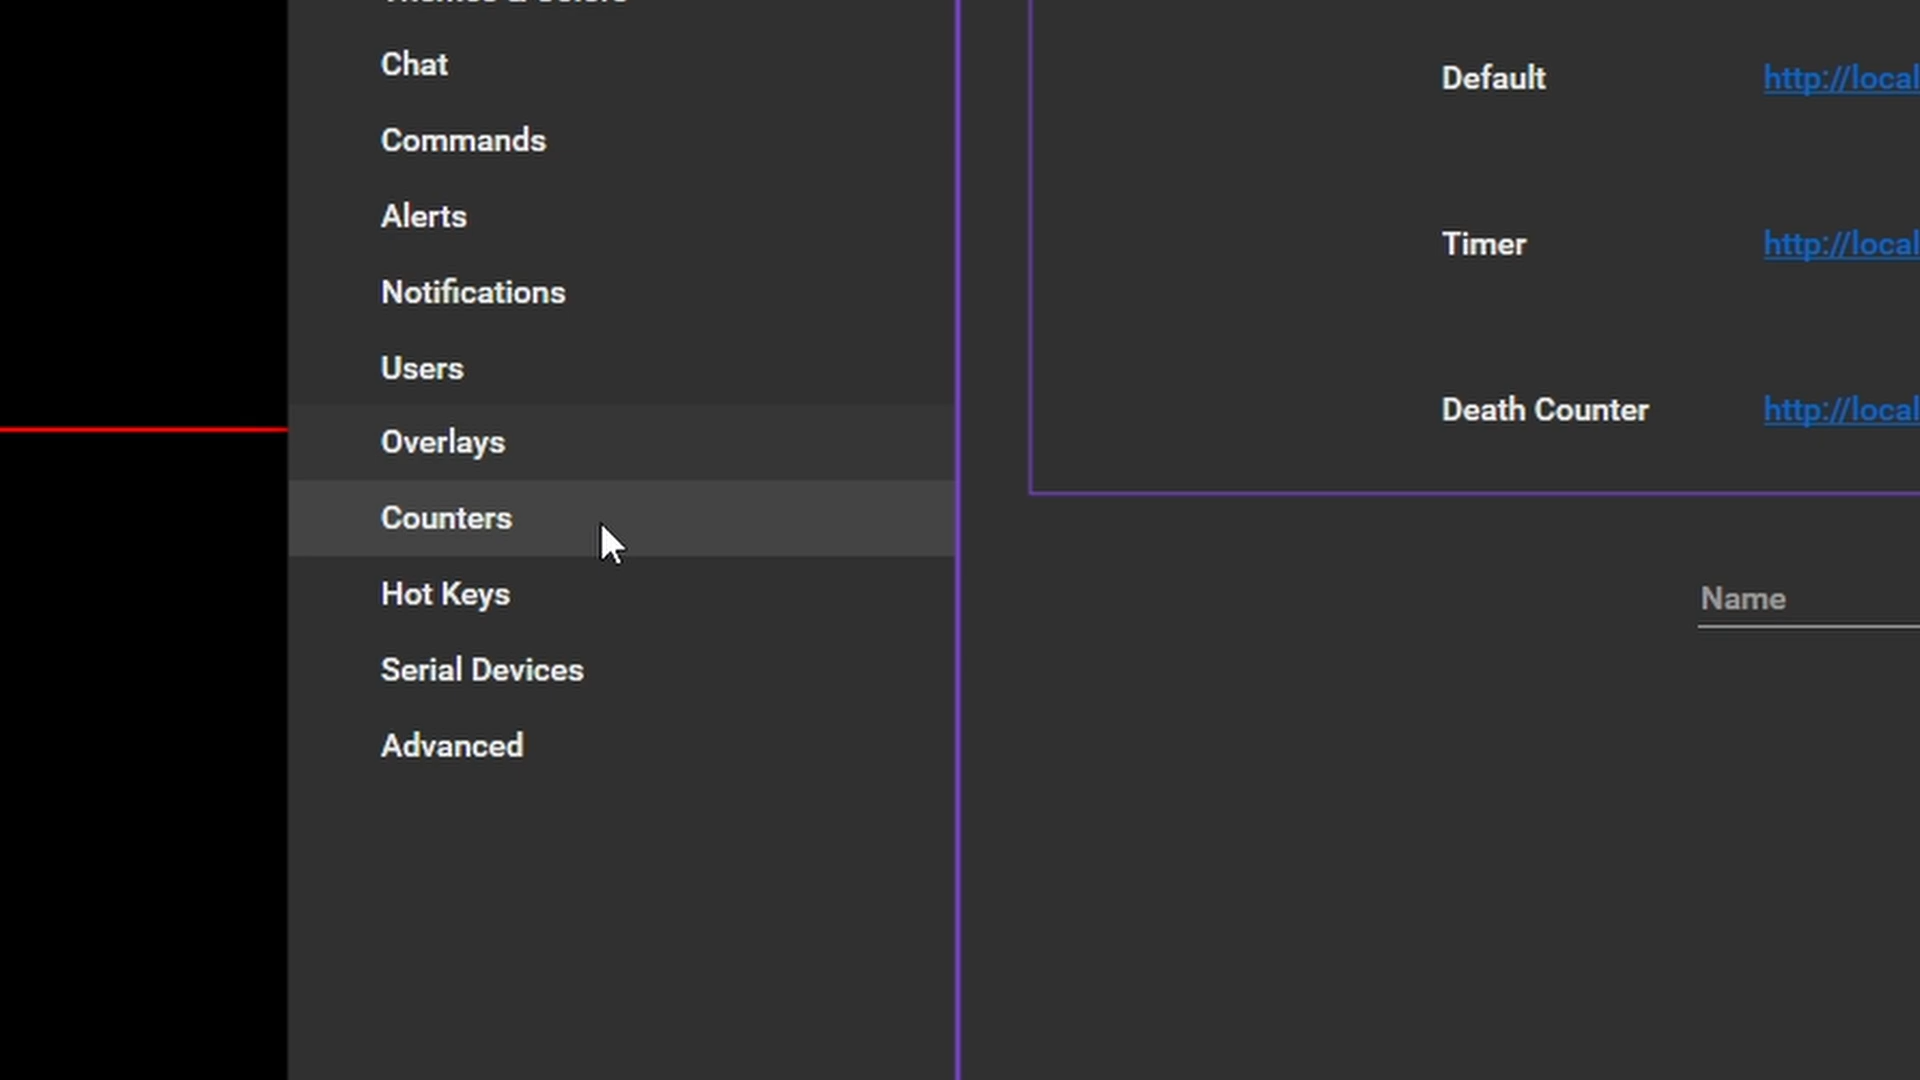 Chat
Commands
Alerts
Notifications
Users
Overlays
Counters
Hot Keys
Serial Devices
Advanced
Default http://local
Timer http://local
Death Counter http://local
Name